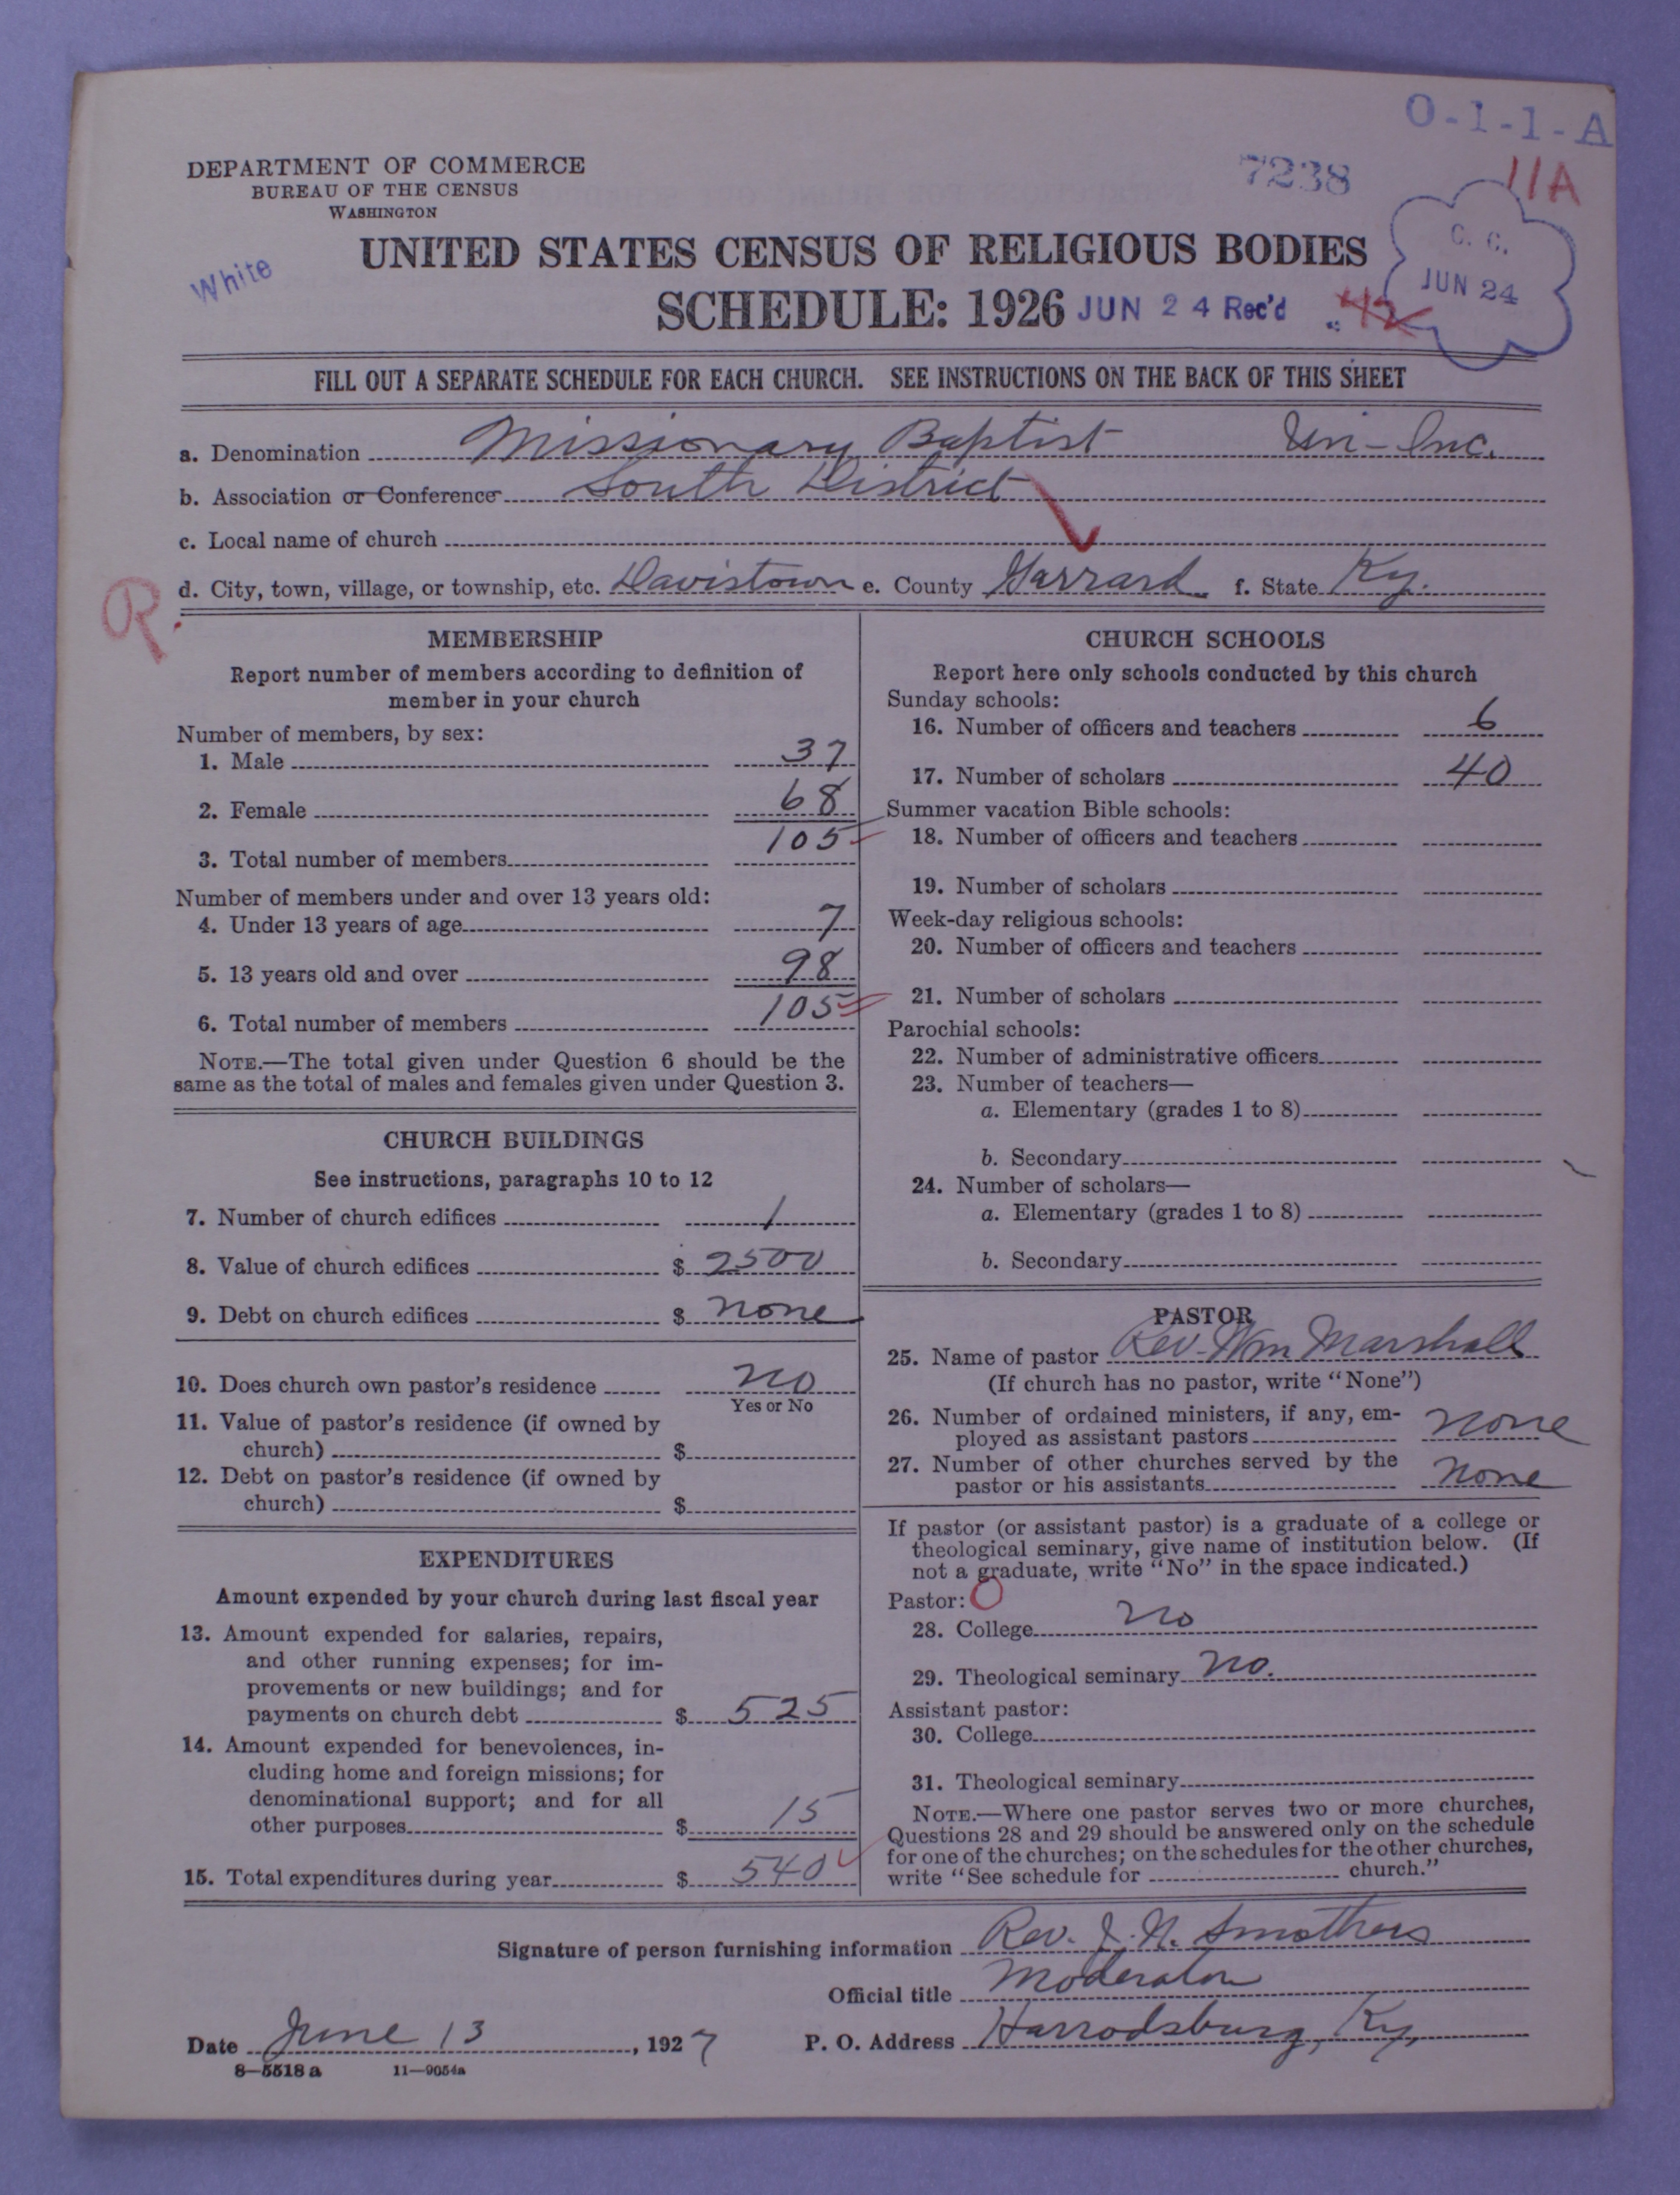 O-1-1-A
DEPARTMENT OF COMMERCE
BUREAU OF THE CENSUS
WASHINGTON
7238
11A
White
UNITED STATES CENSUS OF RELIGIOUS BODIES
SCHEDULE: 1926 JUN 24 Rec'd
C. C.
JUN 24
42
FILL OUT A SEPARATE SCHEDULE FOR EACH CHURCH. SEE INSTRUCTIONS ON THE BACK OF THIS SHEET
a. Denomination Missionary Baptist Un-Inc.
b. Association or Conference South District
c. Local name of church
d. City, town, village, or township, etc. Davistown e. County Garrard f. State Ky.
R.
MEMBERSHIP
Report number of members according to definition of
member in your church
Number of members, by sex:
1. Male 37
2. Female 68
3. Total number of members 105
Number of members under and over 13 years old:
4. Under 13 years of age 7
5. 13 years old and over 98
6. Total number of members 105
NOTE.—The total given under Question 6 should be the
same as the total of males and females given under Question 3.
CHURCH BUILDINGS
See instructions, paragraphs 10 to 12
7. Number of church edifices 1
8. Value of church edifices $ 2500
9. Debt on church edifices $ none
10. Does church own pastor's residence no
Yes or No
11. Value of pastor's residence (if owned by
church) $
12. Debt on pastor's residence (if owned by
church) $
EXPENDITURES
Amount expended by your church during last fiscal year
13. Amount expended for salaries, repairs,
and other running expenses; for im-
provements or new buildings; and for
payments on church debt $ 525
14. Amount expended for benevolences, in-
cluding home and foreign missions; for
denominational support; and for all
other purposes $ 15
15. Total expenditures during year $ 540
CHURCH SCHOOLS
Report here only schools conducted by this church
Sunday schools:
16. Number of officers and teachers 6
17. Number of scholars 40
Summer vacation Bible schools:
18. Number of officers and teachers
19. Number of scholars
Week-day religious schools:
20. Number of officers and teachers
21. Number of scholars
Parochial schools:
22. Number of administrative officers
23. Number of teachers—
a. Elementary (grades 1 to 8)
b. Secondary
24. Number of scholars—
a. Elementary (grades 1 to 8)
b. Secondary
PASTOR
25. Name of pastor Rev. Wm Marshall
(If church has no pastor, write "None")
26. Number of ordained ministers, if any, em-
ployed as assistant pastors none
27. Number of other churches served by the
pastor or his assistants none
If pastor (or assistant pastor) is a graduate of a college or
theological seminary, give name of institution below. (If
not a graduate, write "No" in the space indicated.)
Pastor: O
28. College no
29. Theological seminary no.
Assistant pastor:
30. College
31. Theological seminary
NOTE.—Where one pastor serves two or more churches,
Questions 28 and 29 should be answered only on the schedule
for one of the churches; on the schedules for the other churches,
write "See schedule for church."
Signature of person furnishing information Rev. J. N. Smothers
Official title Moderator
Date June 13, 1927 P. O. Address Harrodsburg, Ky,
8—5518 a 11—9054a